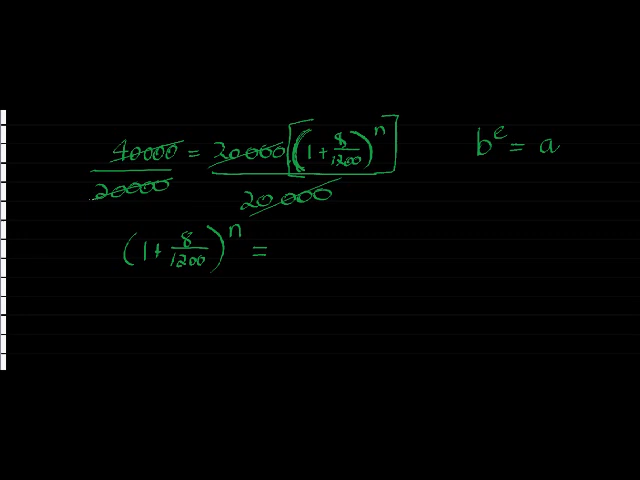 40000 = 20000 [(1 + 8/1200)^n]
20000 20000
b^e = a
(1 + 8/1200)^n =